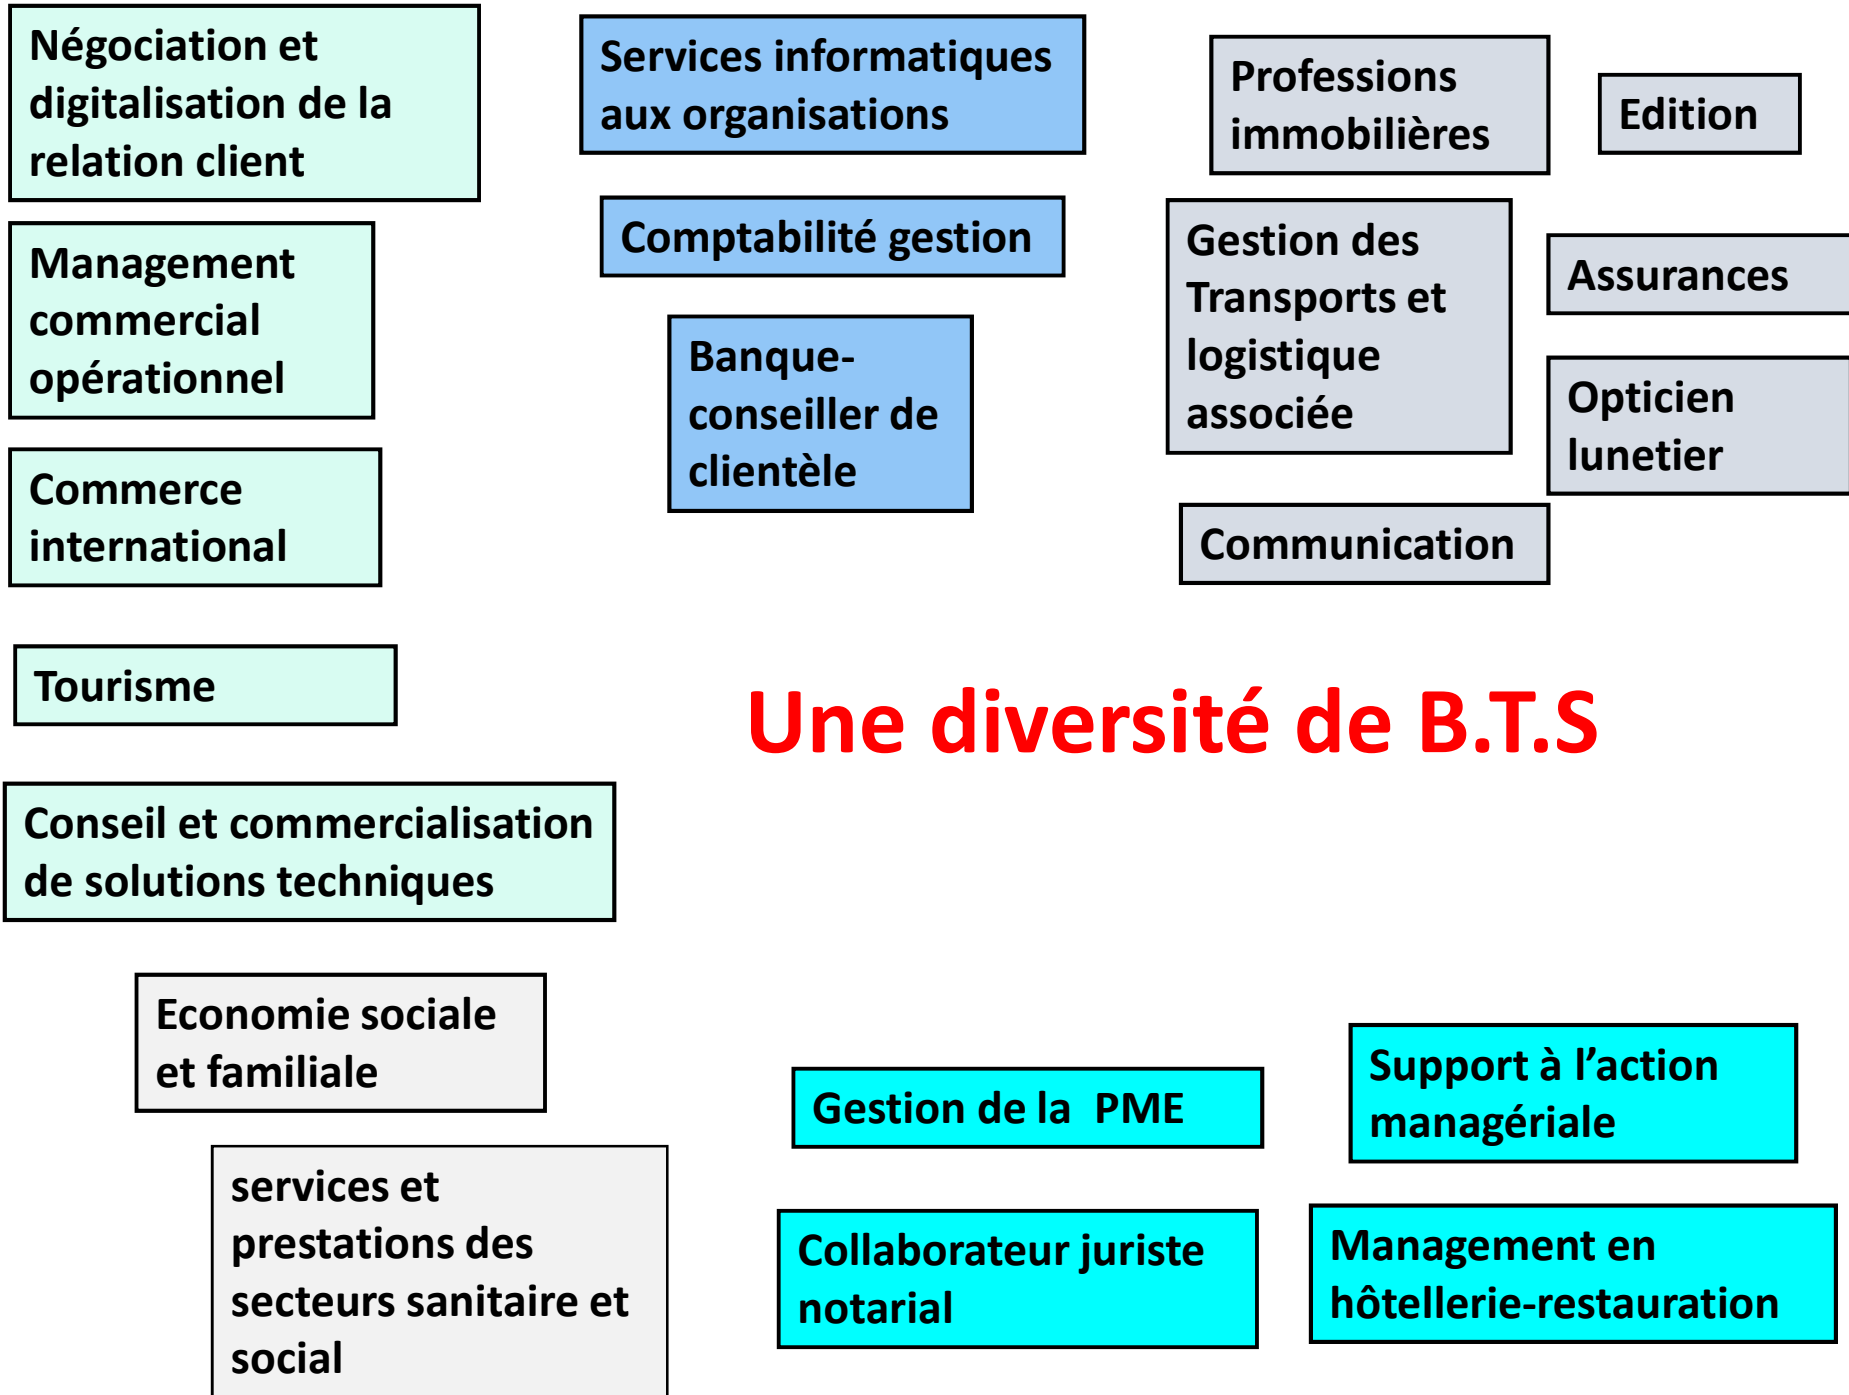 Négociation et
digitalisation de la
relation client
Management
commercial
opérationnel
Commerce
international
Tourisme
Conseil et commercialisation
de solutions techniques
Services informatiques
aux organisations
Comptabilité gestion
Banque-
conseiller de
clientèle
Professions
immobilières
Edition
Gestion des
Transports et
logistique
associée
Assurances
Opticien
lunetier
Communication
Une diversité de B.T.S
Economie sociale
et familiale
services et
prestations des
secteurs sanitaire et
social
Gestion de la  PME
Support à l’action
managériale
Collaborateur juriste
notarial
Management en
hôtellerie-restauration